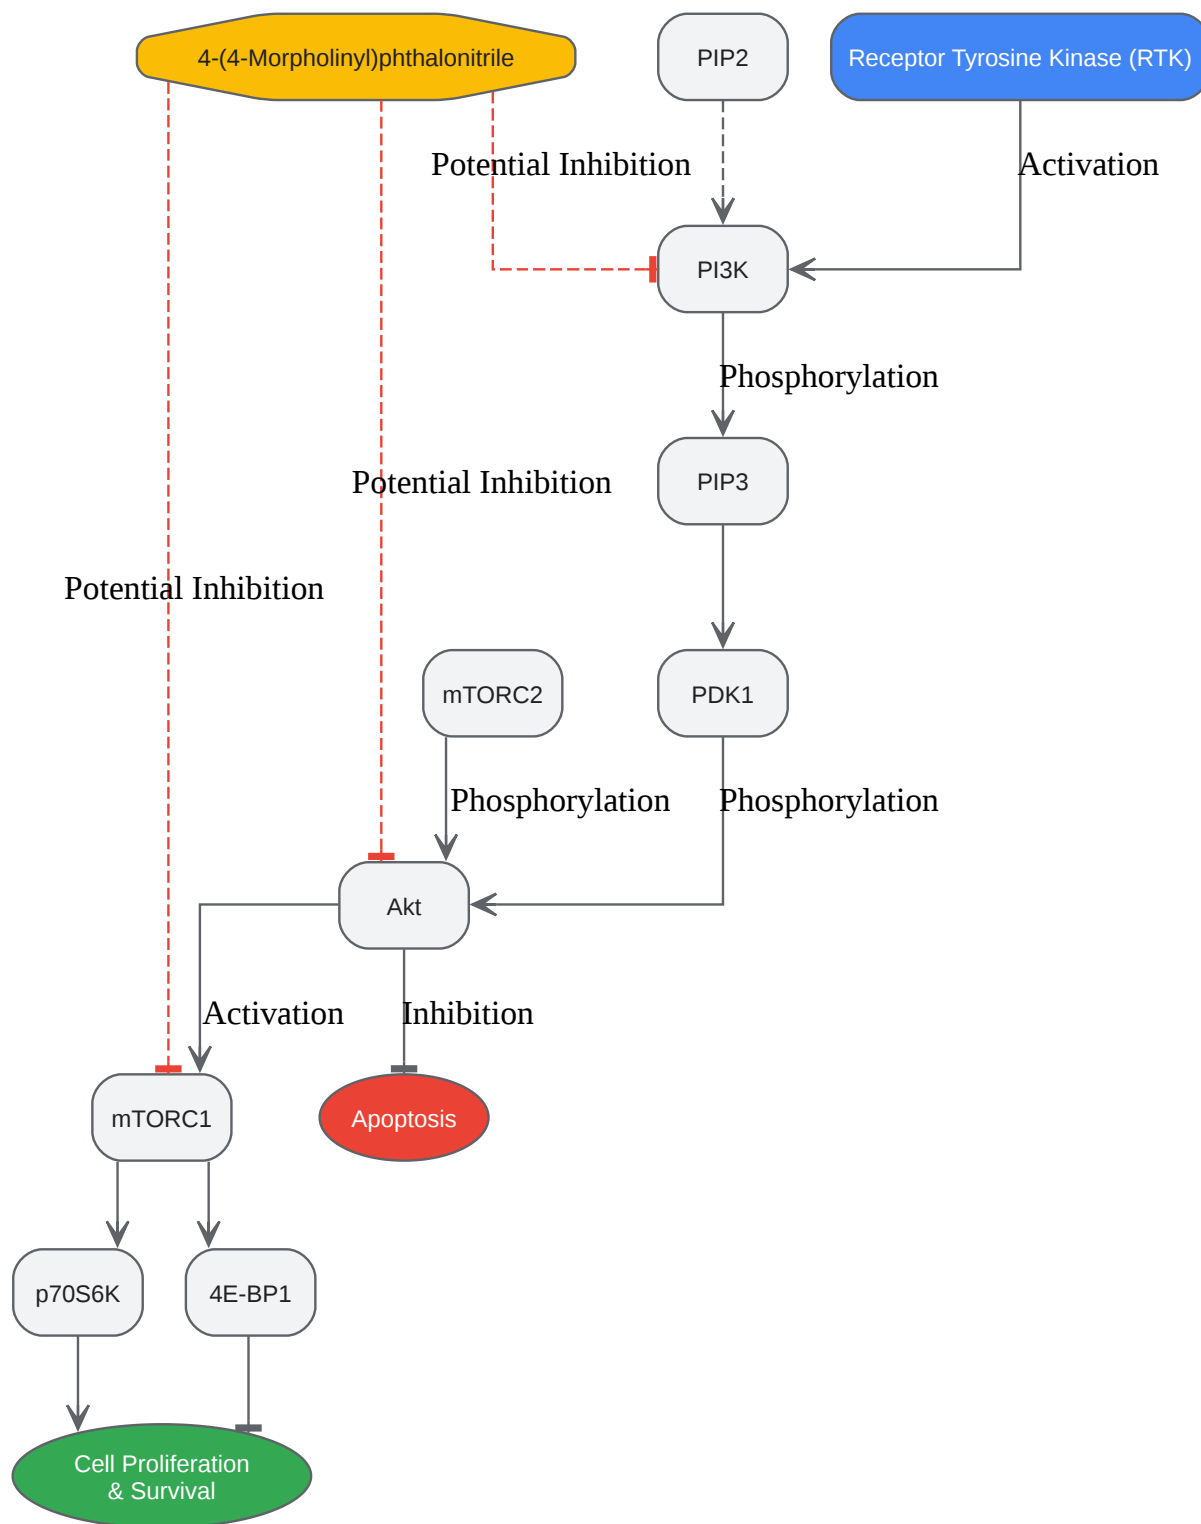 4-(4-Morpholinyl)phthalonitrile
PIP2
Receptor Tyrosine Kinase (RTK)
Potential Inhibition
Activation
PI3K
Phosphorylation
Potential Inhibition
PIP3
Potential Inhibition
mTORC2
PDK1
Phosphorylation
Phosphorylation
Akt
Activation
Inhibition
mTORC1
Apoptosis
p70S6K
4E-BP1
Cell Proliferation
& Survival